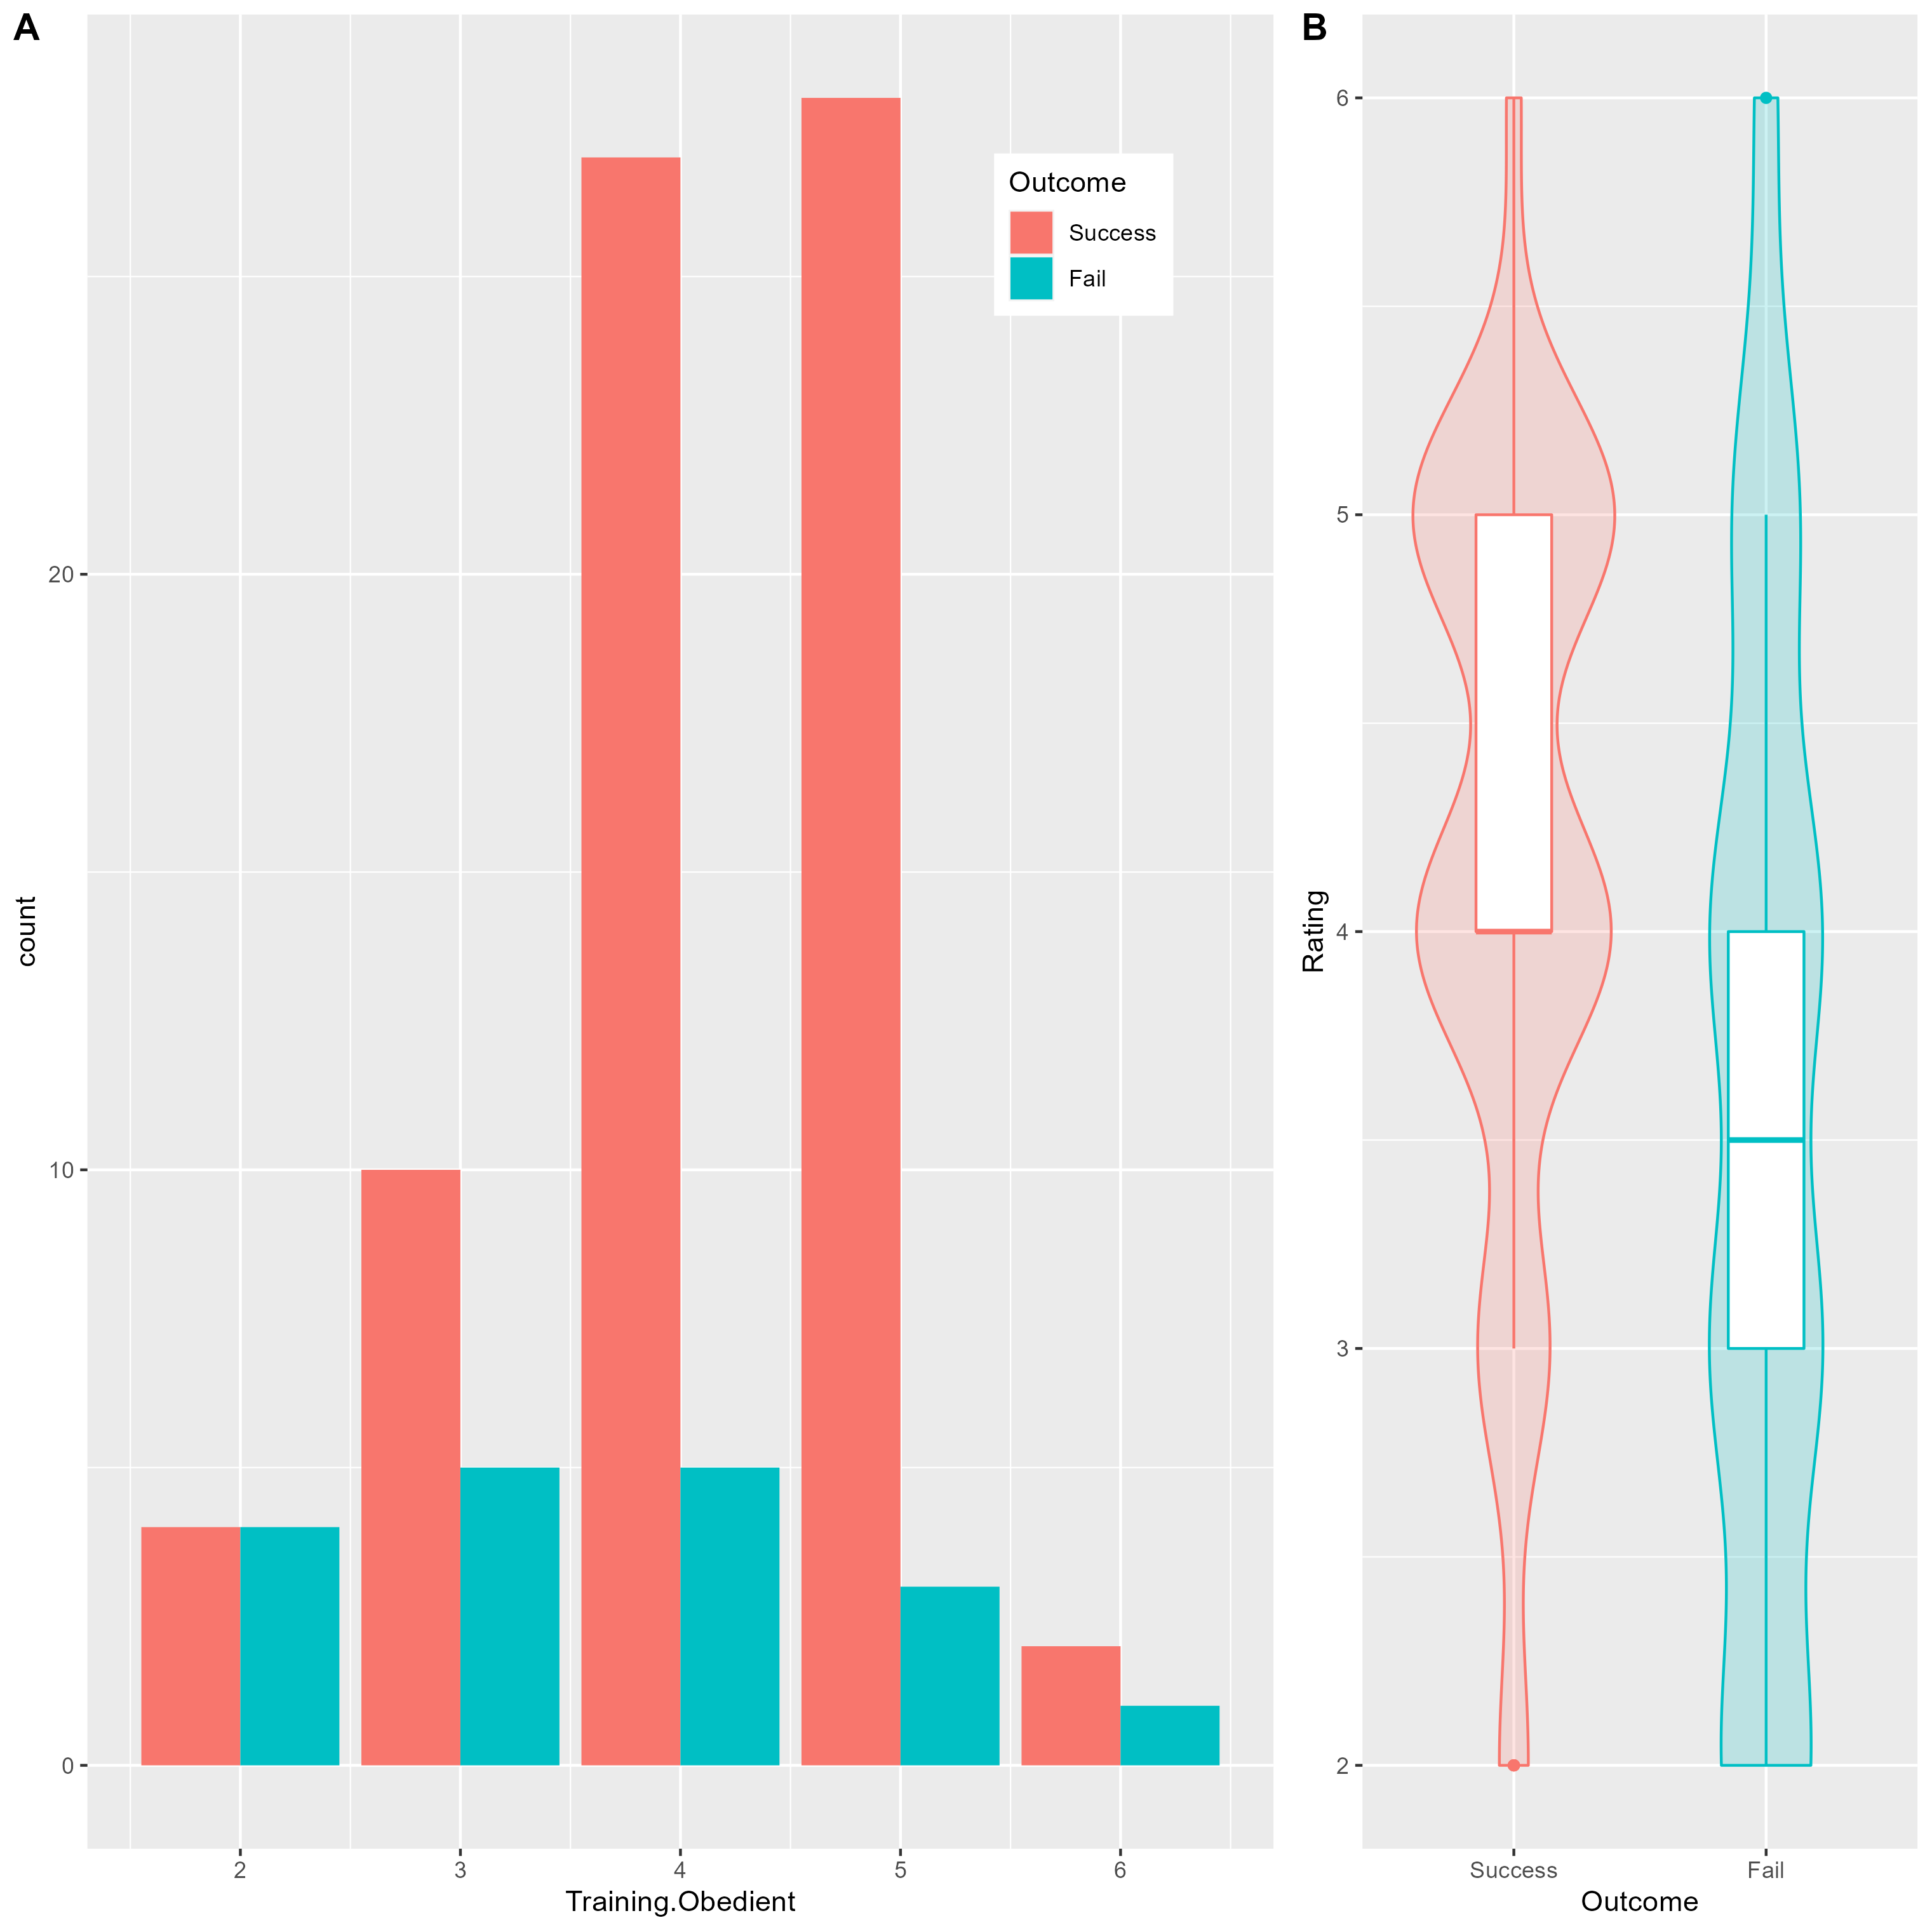 A
count
20
10
0
2 3 4 5 6
Training.Obedient
Outcome
Success
Fail
B
Rating
6
5
4
3
2
Success Fail
Outcome